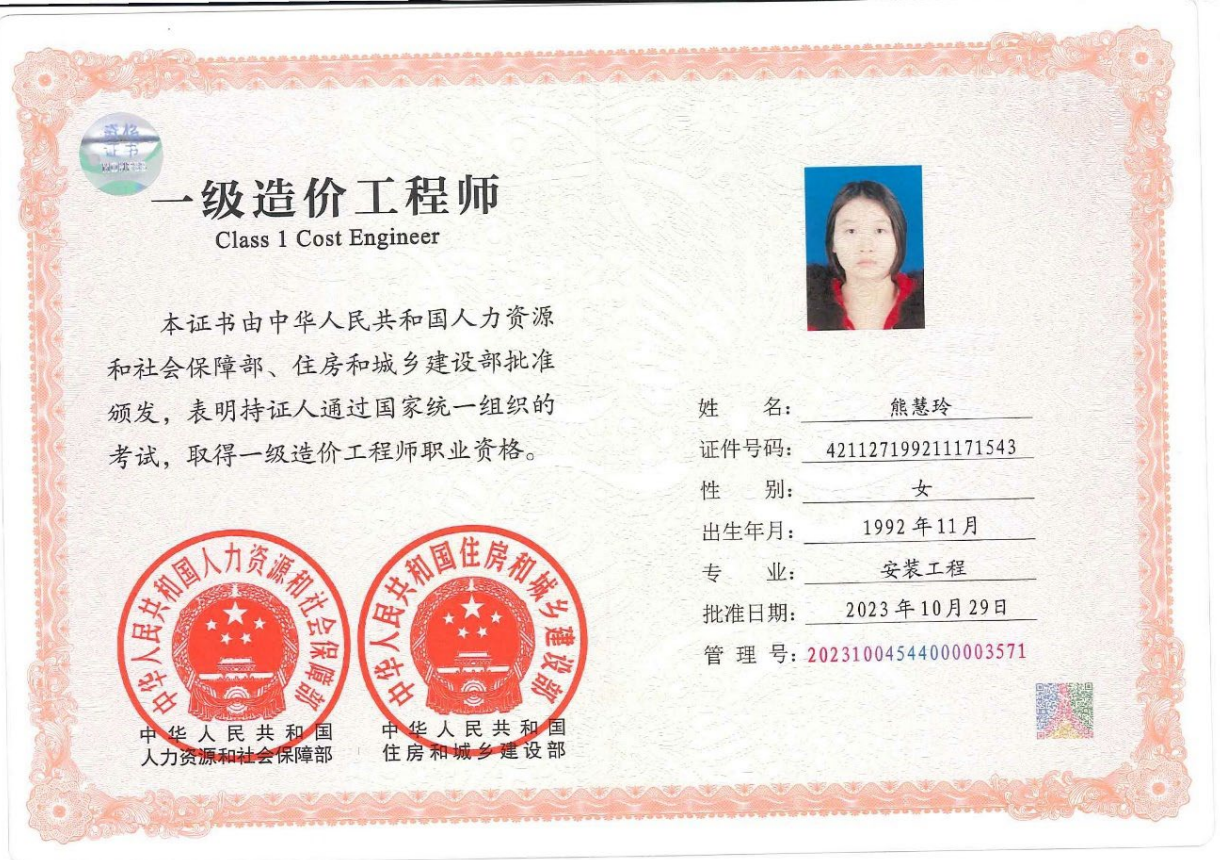 资格
证书
一级造价工程师
Class 1 Cost Engineer
本证书由中华人民共和国人力资源
和社会保障部、住房和城乡建设部批准
颁发，表明持证人通过国家统一组织的
考试，取得一级造价工程师职业资格。
中华人民共和国人力资源和社会保障部
中华人民共和国
人力资源和社会保障部
中华人民共和国住房和城乡建设部
中华人民共和国
住房和城乡建设部
姓 名：熊慧玲
证件号码：421127199211171543
性 别：女
出生年月：1992年11月
专 业：安装工程
批准日期：2023年10月29日
管 理 号：20231004544000003571